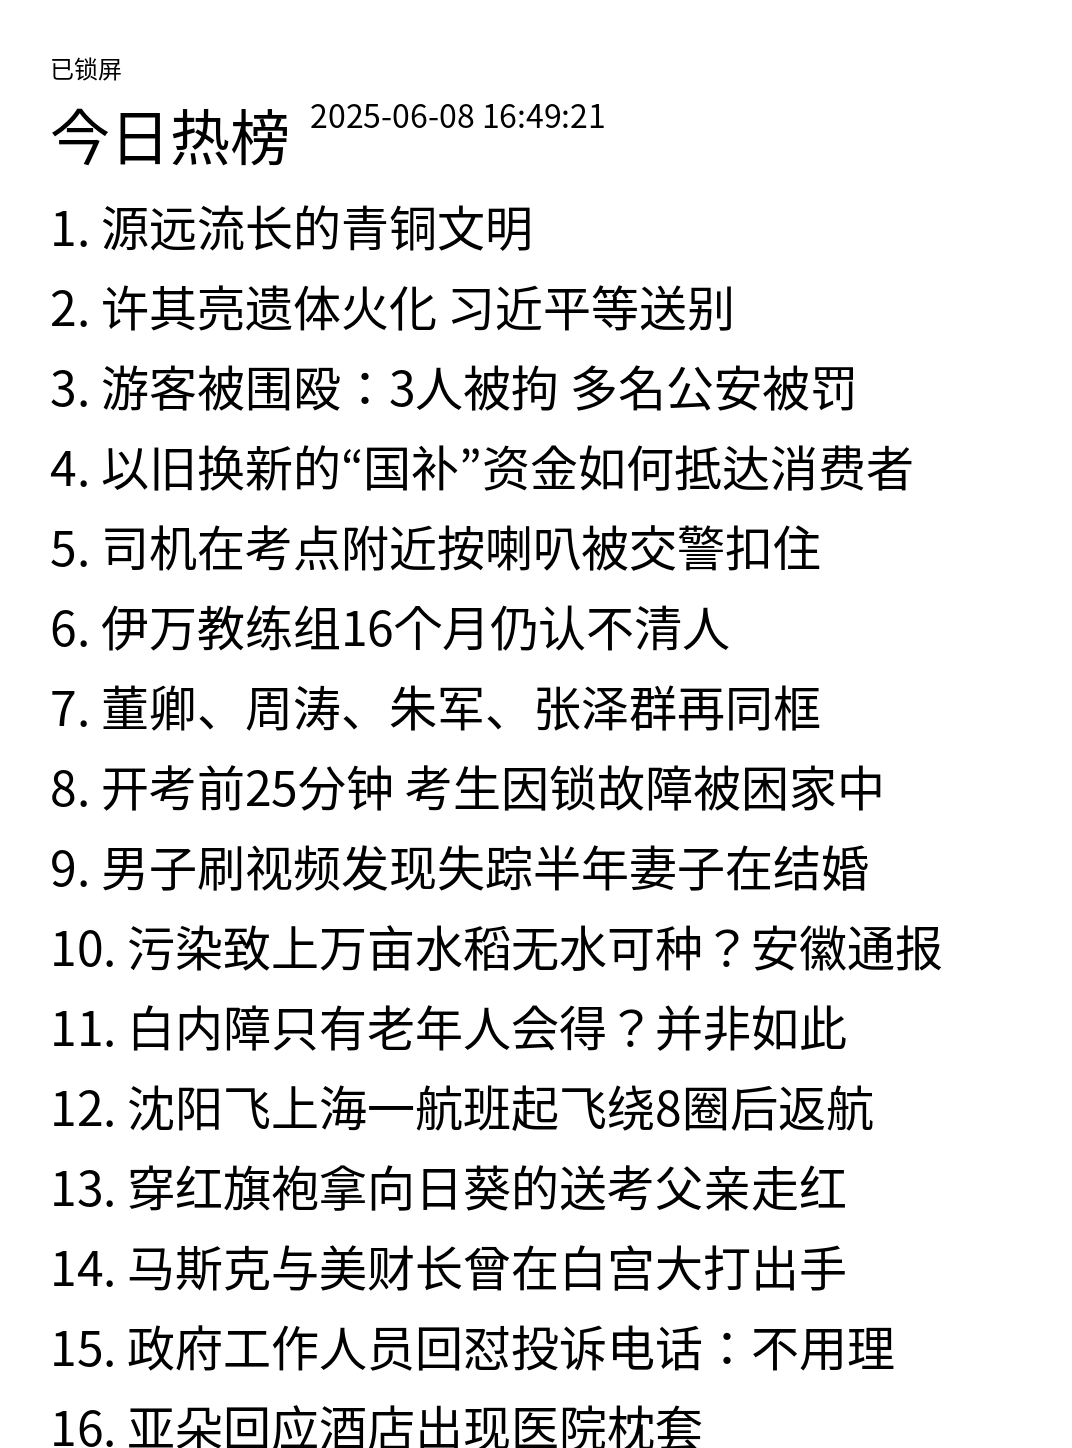 已锁屏
今日热榜 2025-06-08 16:49:21
1. 源远流长的青铜文明
2. 许其亮遗体火化 习近平等送别
3. 游客被围殴：3人被拘 多名公安被罚
4. 以旧换新的“国补”资金如何抵达消费者
5. 司机在考点附近按喇叭被交警扣住
6. 伊万教练组16个月仍认不清人
7. 董卿、周涛、朱军、张泽群再同框
8. 开考前25分钟 考生因锁故障被困家中
9. 男子刷视频发现失踪半年妻子在结婚
10. 污染致上万亩水稻无水可种？安徽通报
11. 白内障只有老年人会得？并非如此
12. 沈阳飞上海一航班起飞绕8圈后返航
13. 穿红旗袍拿向日葵的送考父亲走红
14. 马斯克与美财长曾在白宫大打出手
15. 政府工作人员回怼投诉电话：不用理
16. 亚朵回应酒店出现医院枕套